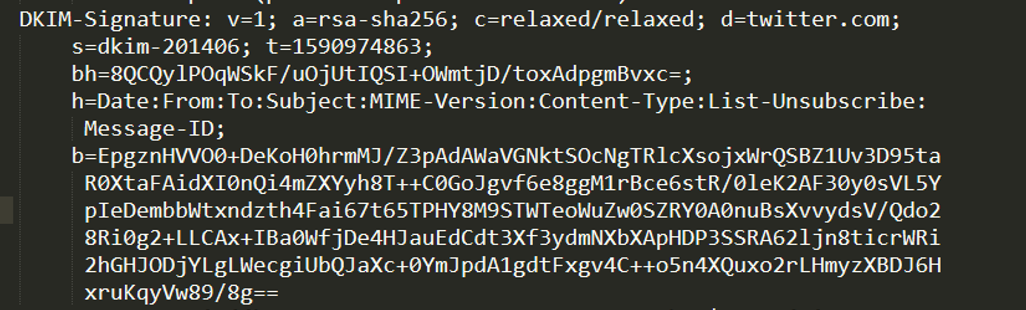 DKIM-Signature: v=1; a=rsa-sha256; c=relaxed/relaxed; d=twitter.com;
s=dkim-201406; t=1590974863;
bh=8QCQylPOqWSkF/uOjUtIQSI+OWmtjD/toxAdpgmBvxc=;
h=Date:From:To:Subject:MIME-Version:Content-Type:List-Unsubscribe:
Message-ID;
b=EpgznHVVO0+DeKoH0hrmMJ/Z3pAdAWaVGNktSOcNgTRlcXsojxWrQSBZ1Uv3D95ta
R0XtaFAidXI0nQi4mZXYyh8T++C0GoJgvf6e8ggM1rBce6stR/0leK2AF30y0sVL5Y
pIeDembbWtxndzth4Fai67t65TPHY8M9STWTeoWuZw0SZRY0A0nuBsXvvydsV/Qdo2
8Ri0g2+LLCAx+IBa0WfjDe4HJauEdCdt3Xf3ydmNXbXApHDP3SSRA62ljn8ticrWRi
2hGHJODjYLgLWecgiUbQJaXc+0YmJpdA1gdtFxgv4C++o5n4XQuxo2rLHmyzXBDJ6H
xruKqyVw89/8g==